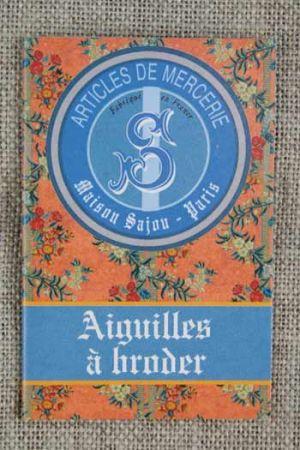 ARTICLES DE MERCERIE
Fabriqué en France
S
Maison Sajou - Paris
Aiguilles
à broder